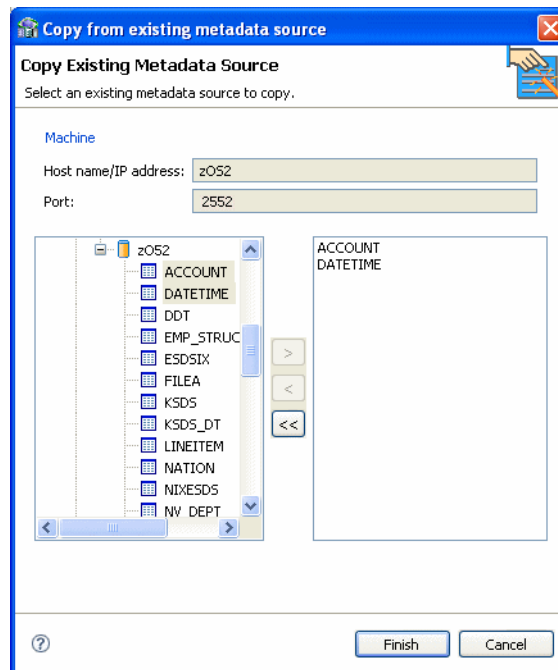 Copy from existing metadata source
Copy Existing Metadata Source
Select an existing metadata source to copy.
Machine
Host name/IP address: zOS2
Port: 2552
zOS2
ACCOUNT
DATETIME
DDT
EMP_STRUC
ESDSIX
FILEA
KSDS
KSDS_DT
LINEITEM
NATION
NIXESDS
NV_DEPT
>
<
<<
ACCOUNT
DATETIME
?
Finish
Cancel